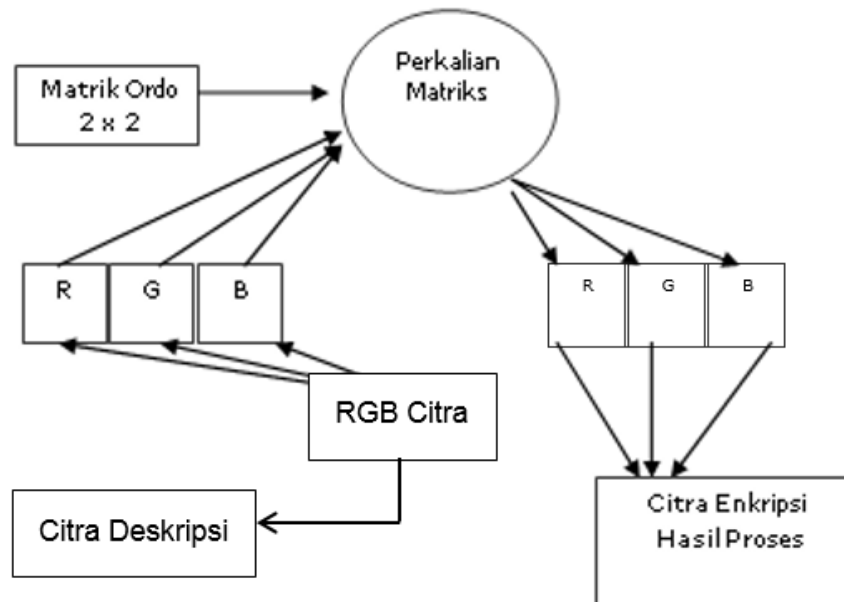 Perkalian
Matriks
Matrik Ordo
2 x 2
R G B
R G B
RGB Citra
Citra Deskripsi
Citra Enkripsi
Hasil Proses